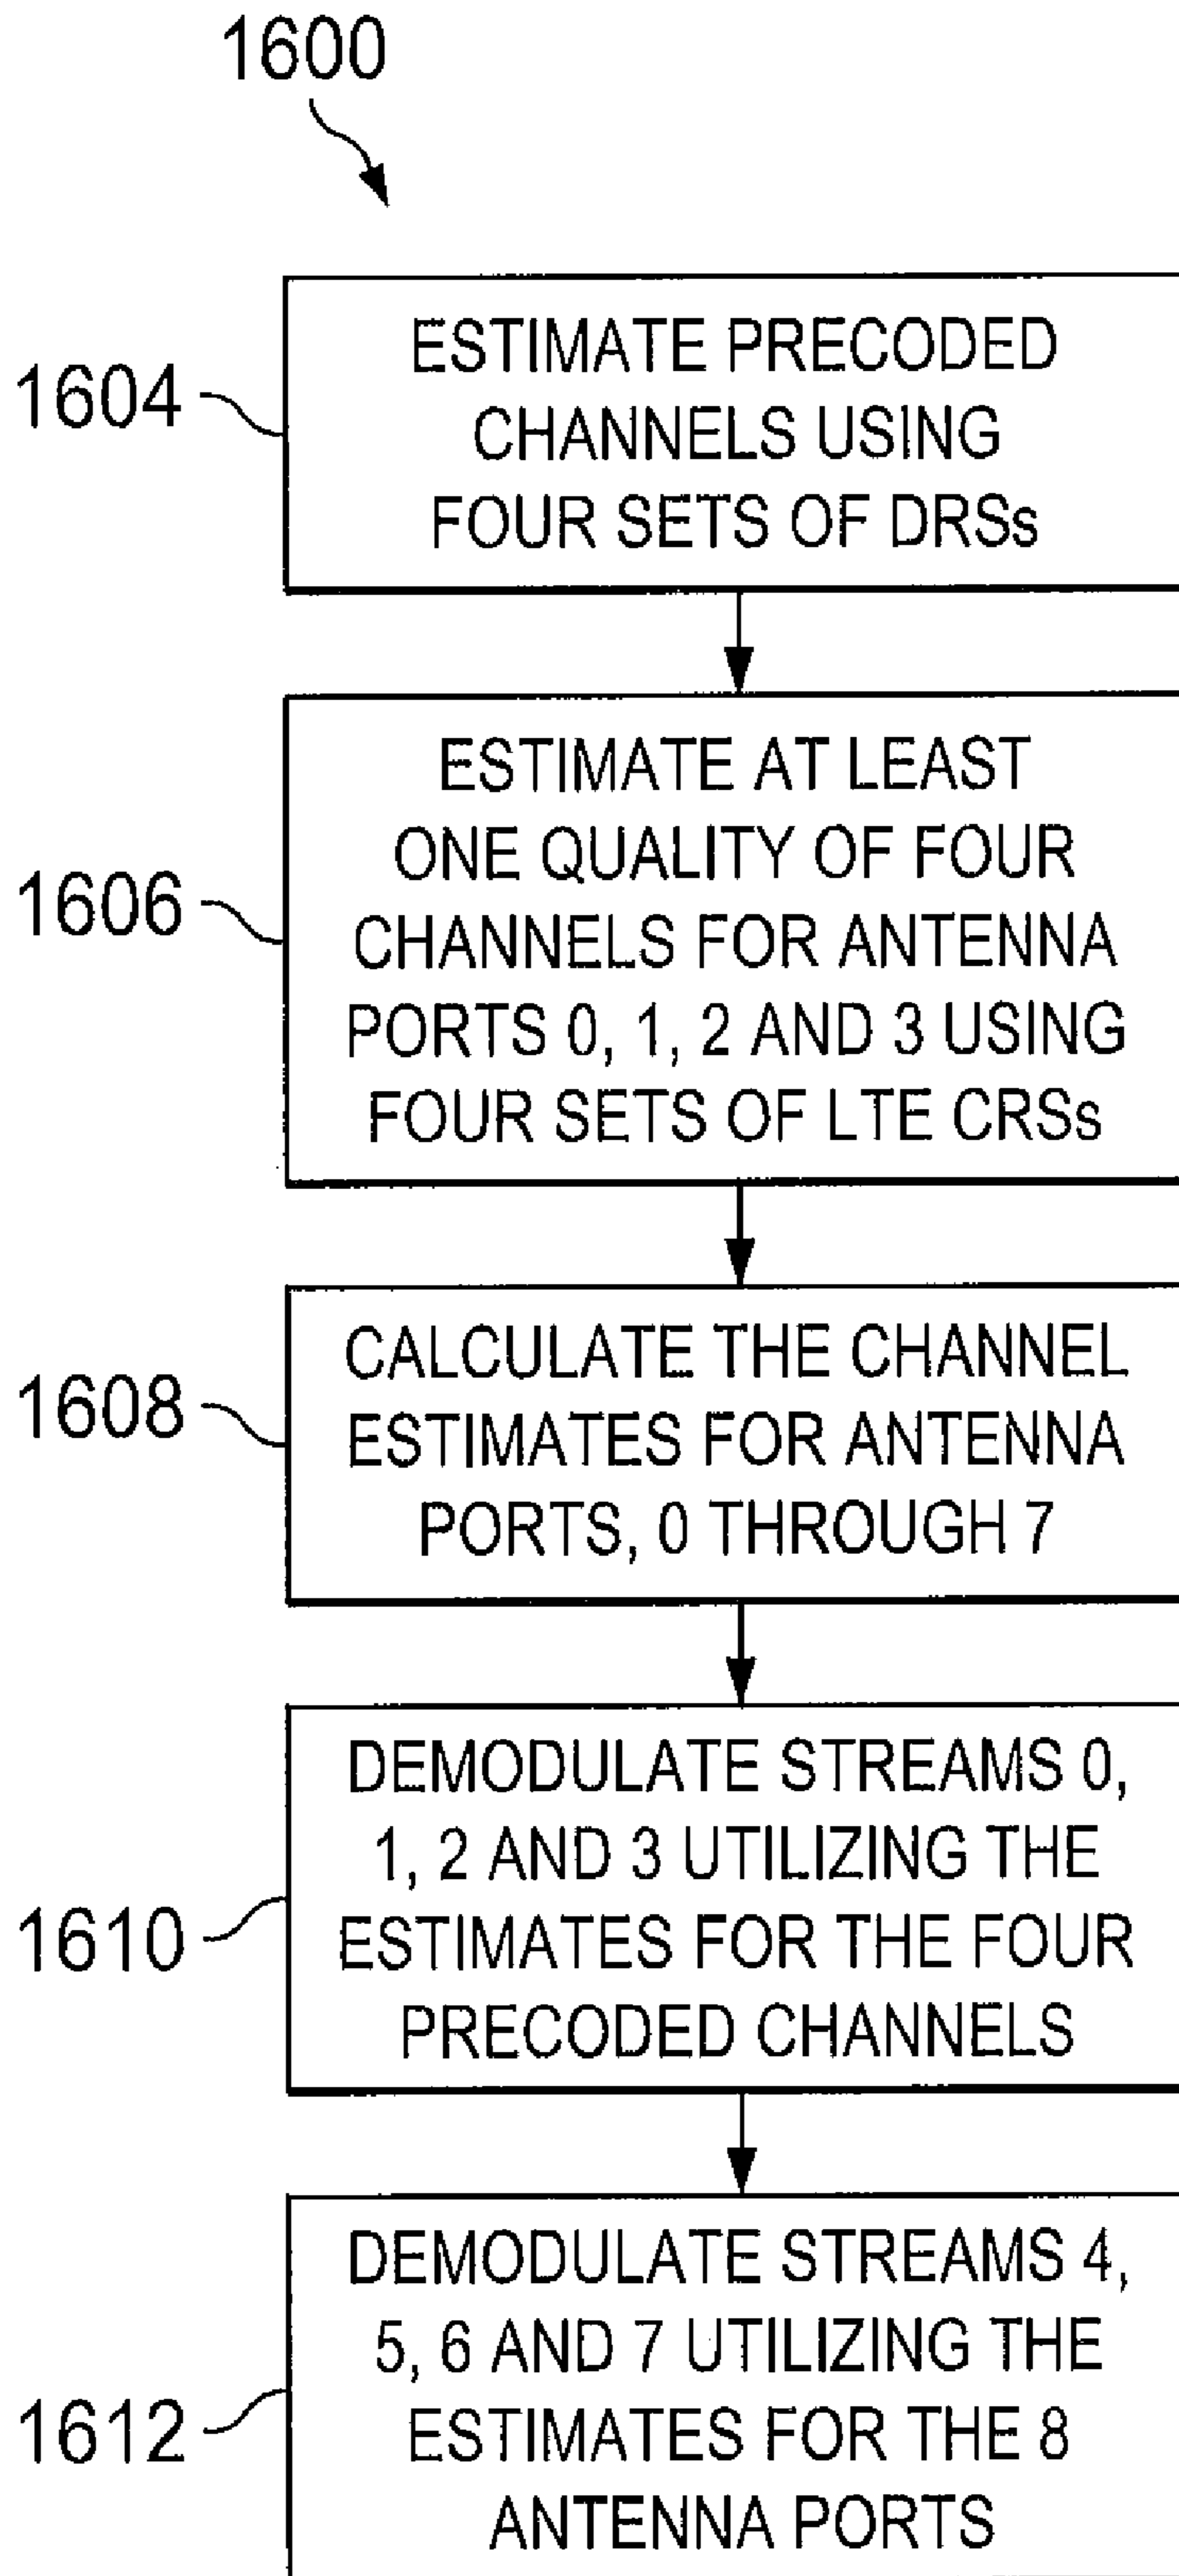 1600
1604
ESTIMATE PRECODED
CHANNELS USING
FOUR SETS OF DRSs
1606
ESTIMATE AT LEAST
ONE QUALITY OF FOUR
CHANNELS FOR ANTENNA
PORTS 0, 1, 2 AND 3 USING
FOUR SETS OF LTE CRSs
1608
CALCULATE THE CHANNEL
ESTIMATES FOR ANTENNA
PORTS, 0 THROUGH 7
1610
DEMODULATE STREAMS 0,
1, 2 AND 3 UTILIZING THE
ESTIMATES FOR THE FOUR
PRECODED CHANNELS
1612
DEMODULATE STREAMS 4,
5, 6 AND 7 UTILIZING THE
ESTIMATES FOR THE 8
ANTENNA PORTS